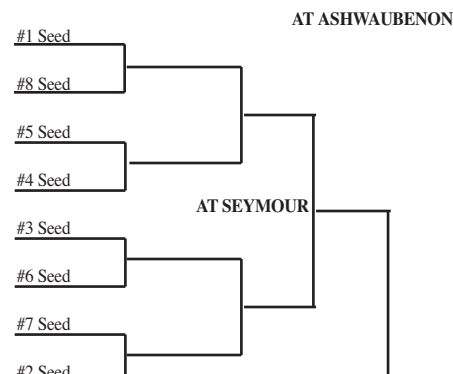 AT ASHWAUBENON
#1 Seed
#8 Seed
#5 Seed
#4 Seed
AT SEYMOUR
#3 Seed
#6 Seed
#7 Seed
#2 Seed